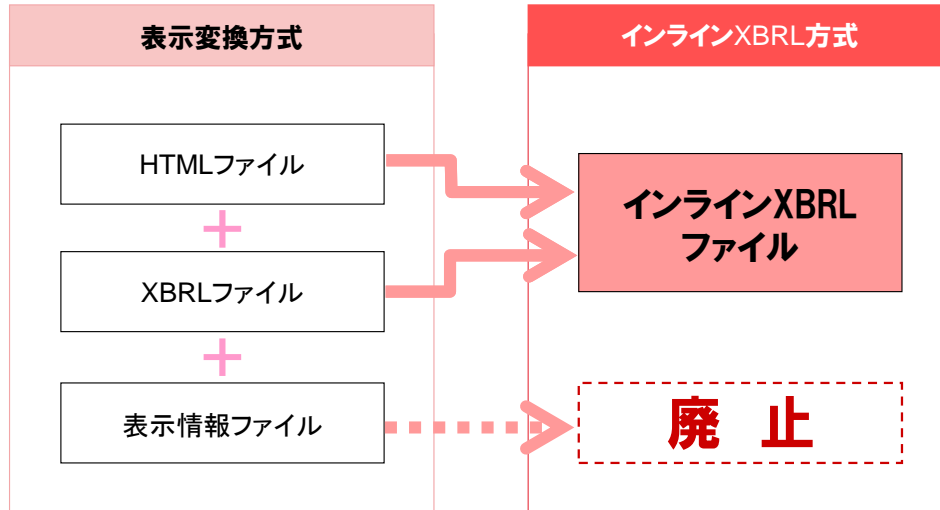 表示変換方式
インラインXBRL方式
HTMLファイル
+
XBRLファイル
+
表示情報ファイル
インラインXBRL
ファイル
廃 止